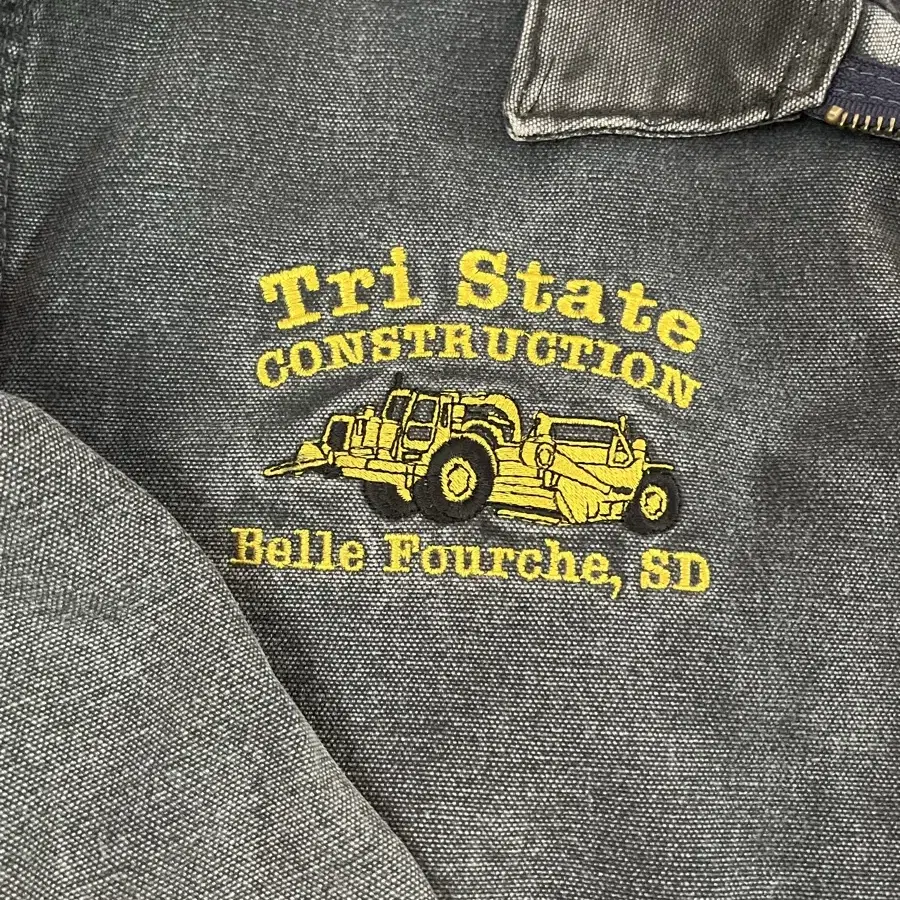 Tri State
CONSTRUCTION
Belle Fourche, SD